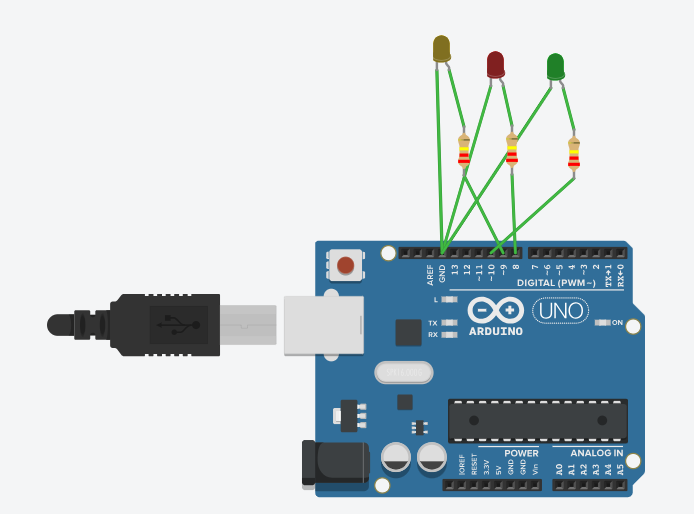 AREF
GND
13
12
~11
~10
~9
8
7
~6
~5
4
~3
2
TX→1
RX←0
DIGITAL (PWM~)
L
TX
RX
ARDUINO
UNO
ON
POWER
ANALOG IN
IOREF
RESET
3.3V
5V
GND
GND
Vin
A0
A1
A2
A3
A4
A5